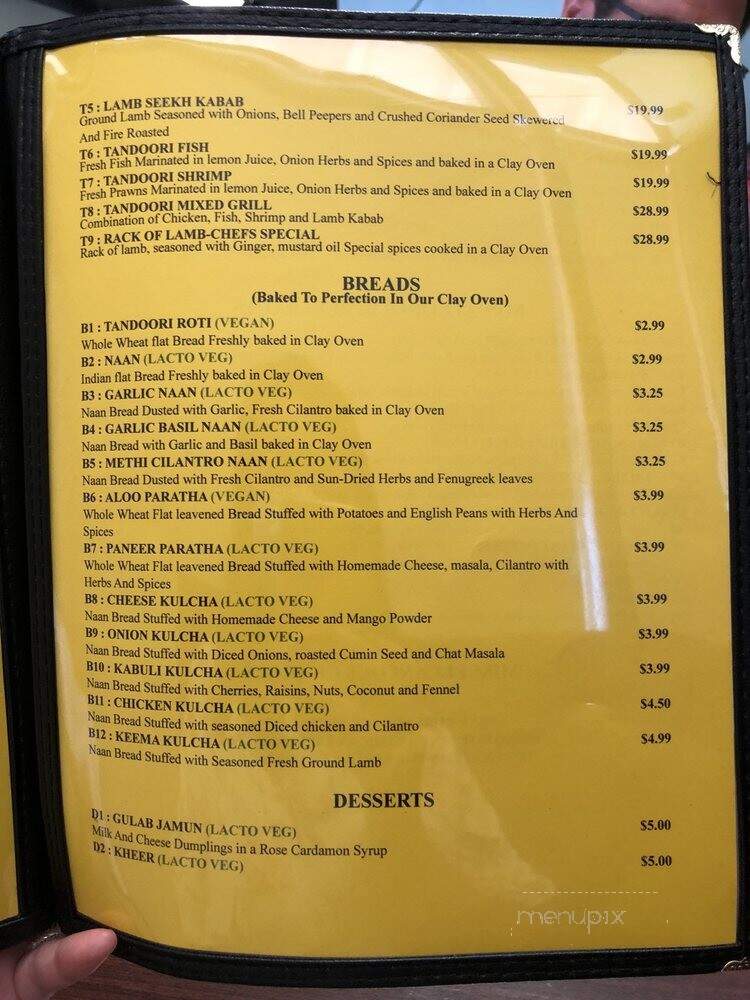 T5 : LAMB SEEKH KABAB $19.99
Ground Lamb Seasoned with Onions, Bell Peepers and Crushed Coriander Seed Skewered
And Fire Roasted
T6 : TANDOORI FISH $19.99
Fresh Fish Marinated in lemon Juice, Onion Herbs and Spices and baked in a Clay Oven
T7 : TANDOORI SHRIMP $19.99
Fresh Prawns Marinated in lemon Juice, Onion Herbs and Spices and baked in a Clay Oven
T8 : TANDOORI MIXED GRILL $28.99
Combination of Chicken, Fish, Shrimp and Lamb Kabab
T9 : RACK OF LAMB-CHEFS SPECIAL $28.99
Rack of lamb, seasoned with Ginger, mustard oil Special spices cooked in a Clay Oven
BREADS
(Baked To Perfection In Our Clay Oven)
B1 : TANDOORI ROTI (VEGAN) $2.99
Whole Wheat flat Bread Freshly baked in Clay Oven
B2 : NAAN (LACTO VEG) $2.99
Indian flat Bread Freshly baked in Clay Oven
B3 : GARLIC NAAN (LACTO VEG) $3.25
Naan Bread Dusted with Garlic, Fresh Cilantro baked in Clay Oven
B4 : GARLIC BASIL NAAN (LACTO VEG) $3.25
Naan Bread with Garlic and Basil baked in Clay Oven
B5 : METHI CILANTRO NAAN (LACTO VEG) $3.25
Naan Bread Dusted with Fresh Cilantro and Sun-Dried Herbs and Fenugreek leaves
B6 : ALOO PARATHA (VEGAN) $3.99
Whole Wheat Flat leavened Bread Stuffed with Potatoes and English Peans with Herbs And
Spices
B7 : PANEER PARATHA (LACTO VEG) $3.99
Whole Wheat Flat leavened Bread Stuffed with Homemade Cheese, masala, Cilantro with
Herbs And Spices
B8 : CHEESE KULCHA (LACTO VEG) $3.99
Naan Bread Stuffed with Homemade Cheese and Mango Powder
B9 : ONION KULCHA (LACTO VEG) $3.99
Naan Bread Stuffed with Diced Onions, roasted Cumin Seed and Chat Masala
B10 : KABULI KULCHA (LACTO VEG) $3.99
Naan Bread Stuffed with Cherries, Raisins, Nuts, Coconut and Fennel
B11 : CHICKEN KULCHA (LACTO VEG) $4.50
Naan Bread Stuffed with seasoned Diced chicken and Cilantro
B12 : KEEMA KULCHA (LACTO VEG) $4.99
Naan Bread Stuffed with Seasoned Fresh Ground Lamb
DESSERTS
D1 : GULAB JAMUN (LACTO VEG) $5.00
Milk And Cheese Dumplings in a Rose Cardamon Syrup
D2 : KHEER (LACTO VEG) $5.00
menupix